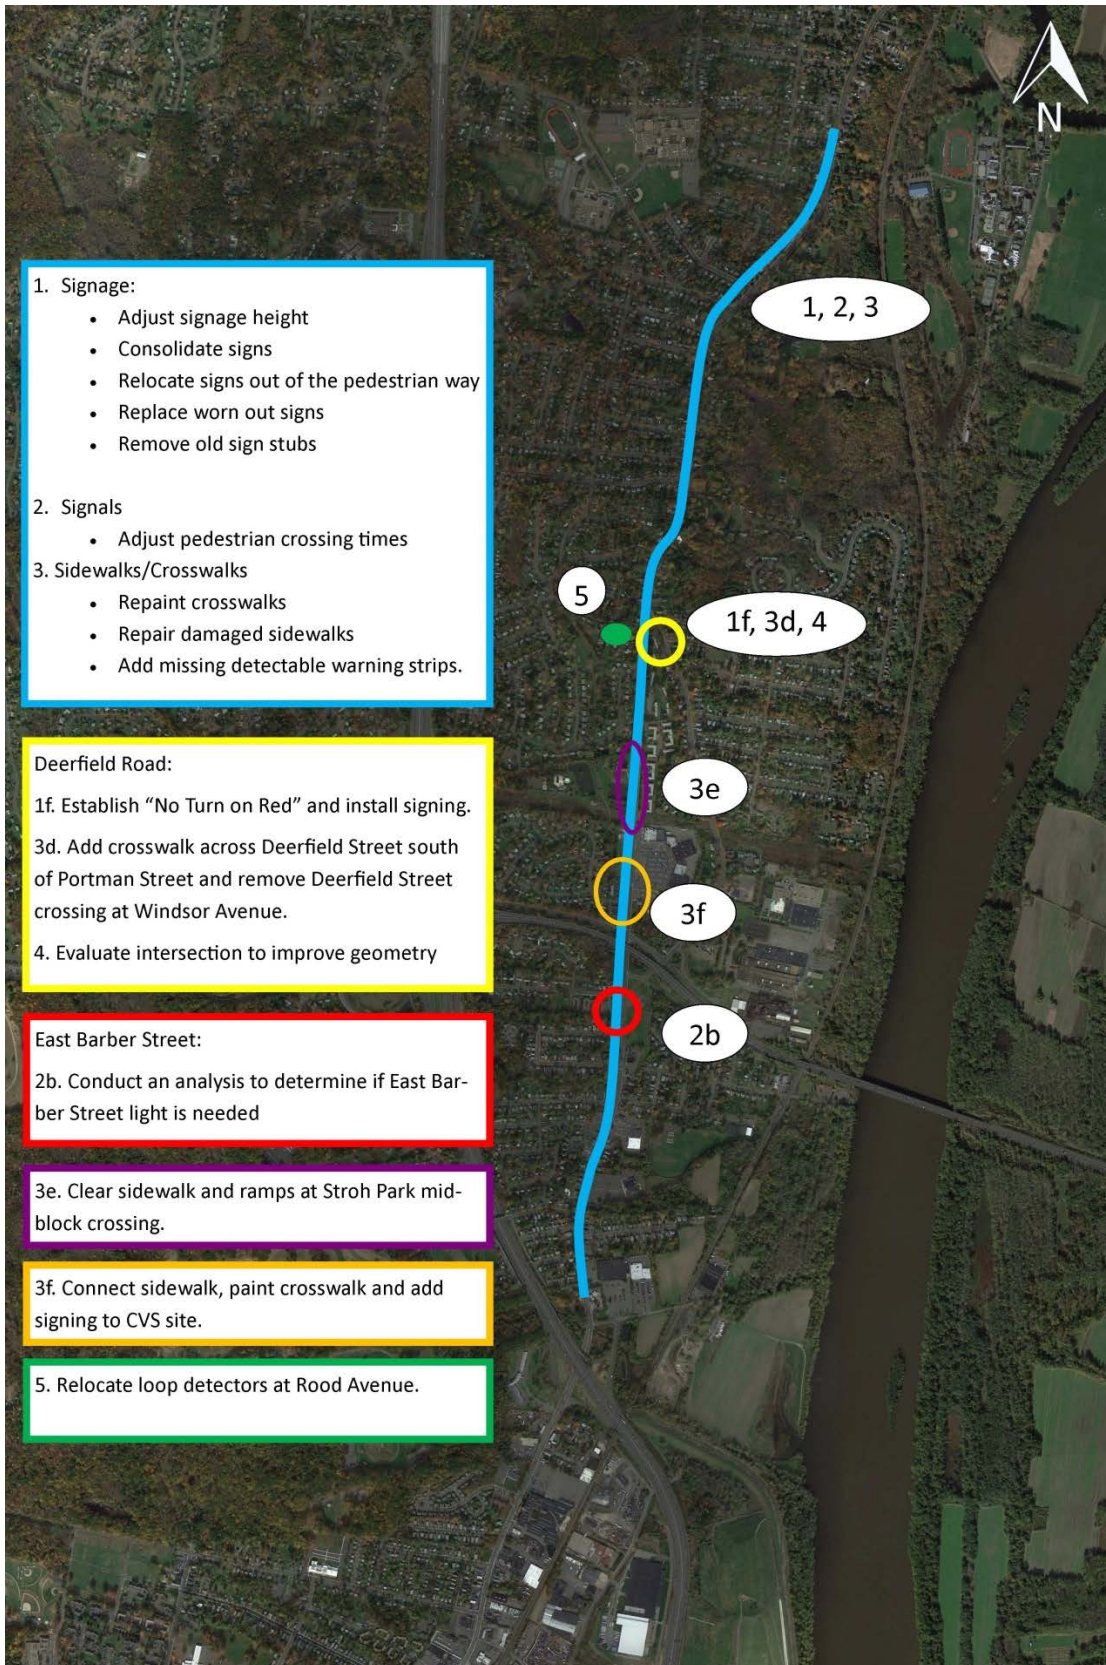 N
1. Signage:
• Adjust signage height
• Consolidate signs
• Relocate signs out of the pedestrian way
• Replace worn out signs
• Remove old sign stubs
2. Signals
• Adjust pedestrian crossing times
3. Sidewalks/Crosswalks
• Repaint crosswalks
• Repair damaged sidewalks
• Add missing detectable warning strips.
Deerfield Road:
1f. Establish “No Turn on Red” and install signing.
3d. Add crosswalk across Deerfield Street south
of Portman Street and remove Deerfield Street
crossing at Windsor Avenue.
4. Evaluate intersection to improve geometry
East Barber Street:
2b. Conduct an analysis to determine if East Bar-
ber Street light is needed
3e. Clear sidewalk and ramps at Stroh Park mid-
block crossing.
3f. Connect sidewalk, paint crosswalk and add
signing to CVS site.
5. Relocate loop detectors at Rood Avenue.
1, 2, 3
5
1f, 3d, 4
3e
3f
2b